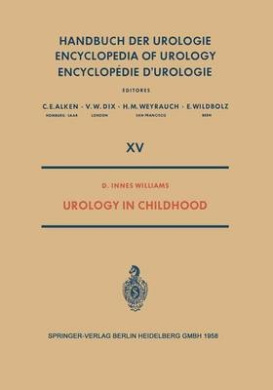 HANDBUCH DER UROLOGIE
ENCYCLOPEDIA OF UROLOGY
ENCYCLOPÉDIE D'UROLOGIE
EDITORES
C.E.ALKEN · V.W.DIX · H.M.WEYRAUCH · E.WILDBOLZ
HOMBURG SAAR LONDON SAN FRANCISCO BERN
XV
D. INNES WILLIAMS
UROLOGY IN CHILDHOOD
SPRINGER-VERLAG BERLIN HEIDELBERG GMBH 1958